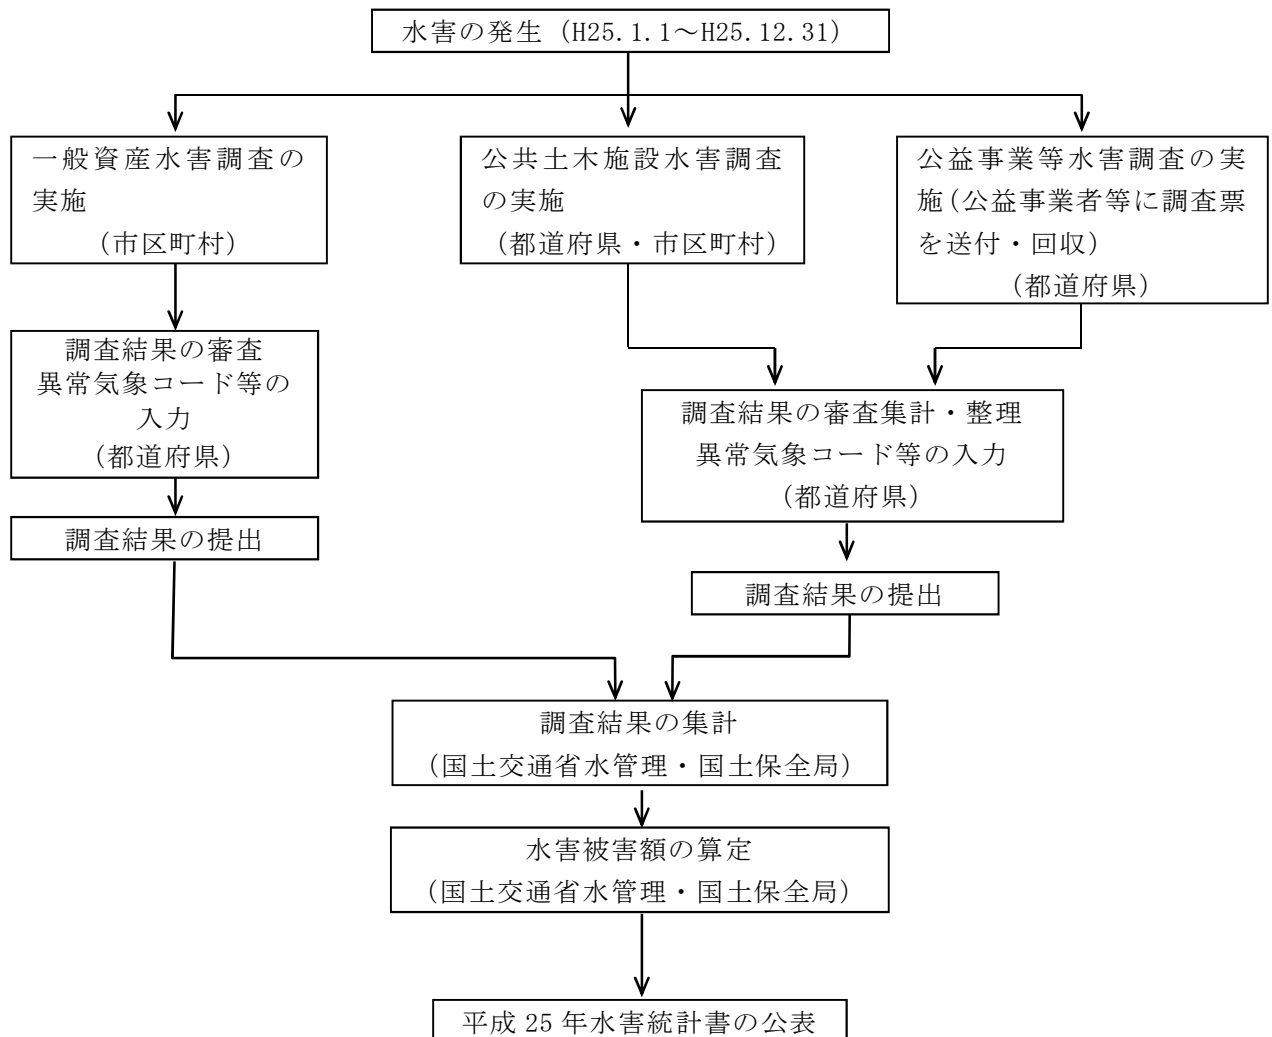 水害の発生（H25.1.1～H25.12.31）
一般資産水害調査の
実施
（市区町村）
公共土木施設水害調査
の実施
（都道府県・市区町村）
公益事業等水害調査の実
施（公益事業者等に調査票
を送付・回収）
（都道府県）
調査結果の審査
異常気象コード等の
入力
（都道府県）
調査結果の審査集計・整理
異常気象コード等の入力
（都道府県）
調査結果の提出
調査結果の提出
調査結果の集計
（国土交通省水管理・国土保全局）
水害被害額の算定
（国土交通省水管理・国土保全局）
平成 25 年水害統計書の公表